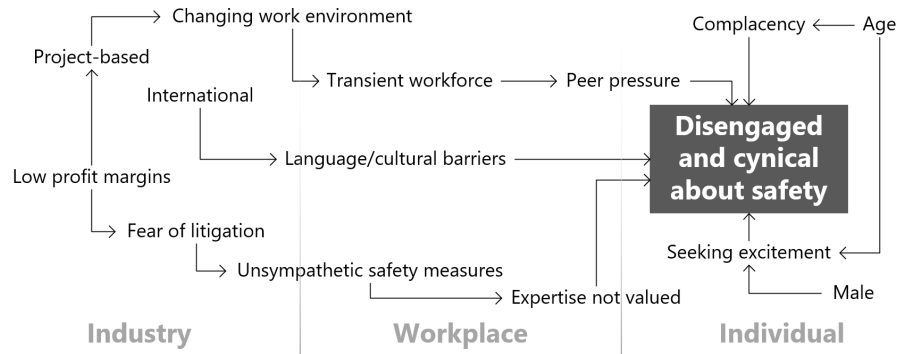 Changing work environment
Complacency
Age
Project-based
Transient workforce
Peer pressure
International
Disengaged
and cynical
about safety
Language/cultural barriers
Low profit margins
Fear of litigation
Seeking excitement
Unsympathetic safety measures
Expertise not valued
Male
Industry
Workplace
Individual